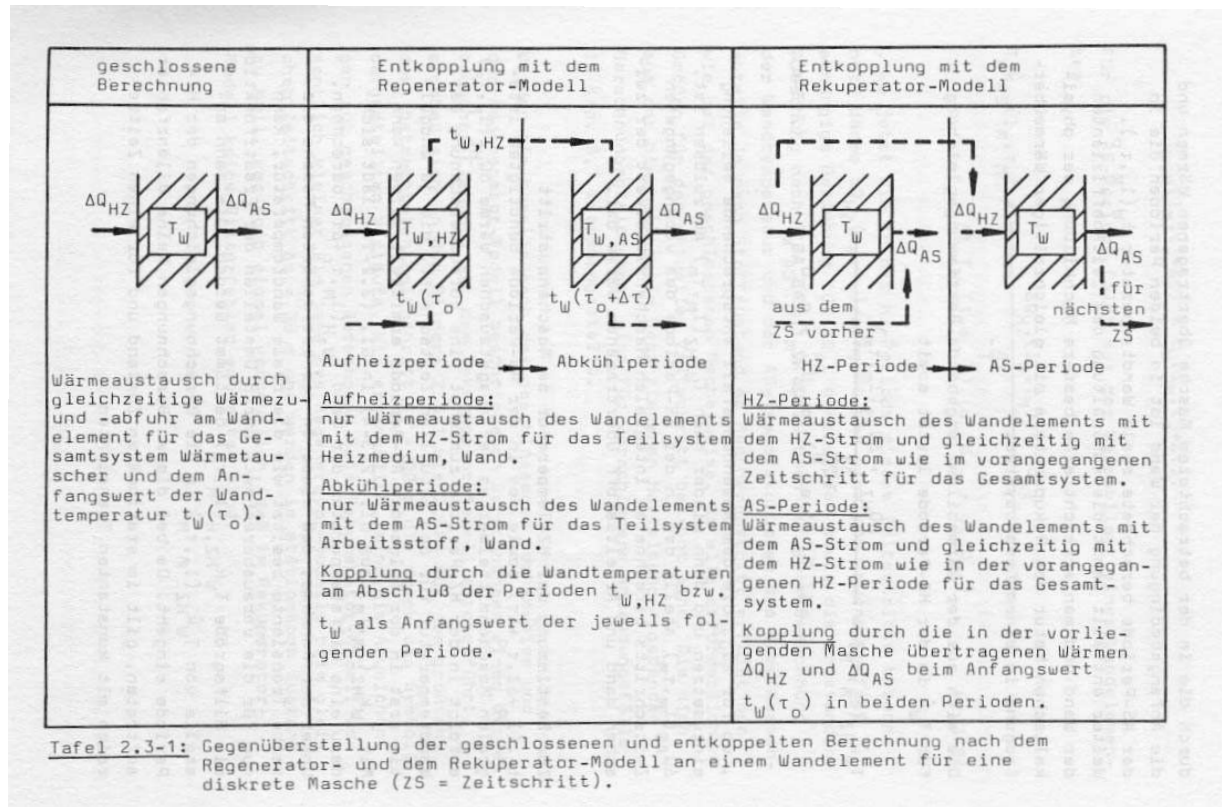 geschlossene
Berechnung
Entkopplung mit dem
Regenerator-Modell
Entkopplung mit dem
Rekuperator-Modell
ΔQ_HZ
T_W
ΔQ_AS
t_W,HZ
ΔQ_HZ
T_W,HZ
t_W(τ_o)
T_W,AS
ΔQ_AS
t_W(τ_o+Δτ)
Aufheizperiode
Abkühlperiode
ΔQ_HZ
T_W
ΔQ_AS
aus dem
ZS vorher
ΔQ_HZ
T_W
ΔQ_AS
für
nächsten
ZS
HZ-Periode
AS-Periode
Wärmeaustausch durch
gleichzeitige Wärmezu-
und -abfuhr am Wand-
element für das Ge-
samtsystem Wärmetau-
scher und dem An-
fangswert der Wand-
temperatur t_W(τ_o).
Aufheizperiode:
nur Wärmeaustausch des Wandelements
mit dem HZ-Strom für das Teilsystem
Heizmedium, Wand.
Abkühlperiode:
nur Wärmeaustausch des Wandelements
mit dem AS-Strom für das Teilsystem
Arbeitsstoff, Wand.
Kopplung durch die Wandtemperaturen
am Abschluß der Perioden t_W,HZ bzw.
t_W als Anfangswert der jeweils fol-
genden Periode.
HZ-Periode:
Wärmeaustausch des Wandelements mit
dem HZ-Strom und gleichzeitig mit
dem AS-Strom wie im vorangegangenen
Zeitschritt für das Gesamtsystem.
AS-Periode:
Wärmeaustausch des Wandelements mit
dem AS-Strom und gleichzeitig mit
dem HZ-Strom wie in der vorangegan-
genen HZ-Periode für das Gesamt-
system.
Kopplung durch die in der vorlie-
genden Masche übertragenen Wärmen
ΔQ_HZ und ΔQ_AS beim Anfangswert
t_W(τ_o) in beiden Perioden.
Tafel 2.3-1: Gegenüberstellung der geschlossenen und entkoppelten Berechnung nach dem
Regenerator- und dem Rekuperator-Modell an einem Wandelement für eine
diskrete Masche (ZS = Zeitschritt).